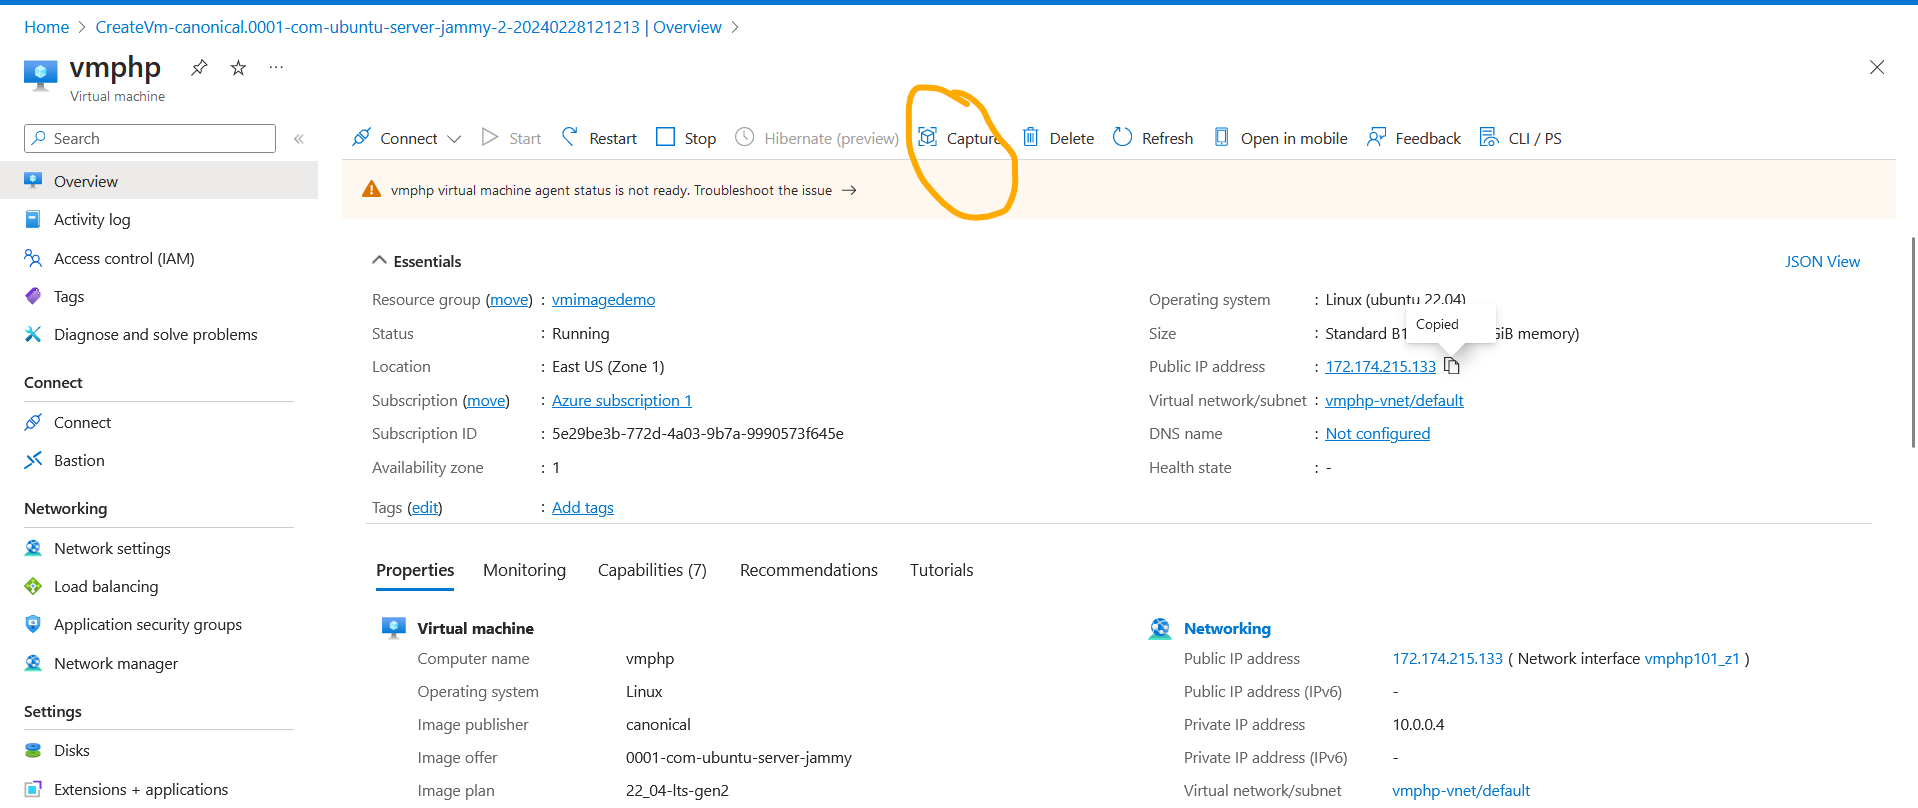 Home > CreateVm-canonical.0001-com-ubuntu-server-jammy-2-20240228121213 | Overview >
vmphp ...
Virtual machine
Search «
Connect Start Restart Stop Hibernate (preview) Capture Delete Refresh Open in mobile Feedback CLI / PS
Overview
Activity log
Access control (IAM)
Tags
Diagnose and solve problems
Connect
Connect
Bastion
Networking
Network settings
Load balancing
Application security groups
Network manager
Settings
Disks
Extensions + applications
vmphp virtual machine agent status is not ready. Troubleshoot the issue →
Essentials
JSON View
Resource group (move) : vmimagedemo
Status : Running
Location : East US (Zone 1)
Subscription (move) : Azure subscription 1
Subscription ID : 5e29be3b-772d-4a03-9b7a-9990573f645e
Availability zone : 1
Tags (edit) : Add tags
Operating system : Linux (ubuntu 22.04)
Copied
Size : Standard B1 GiB memory)
Public IP address : 172.174.215.133
Virtual network/subnet : vmphp-vnet/default
DNS name : Not configured
Health state : -
Properties Monitoring Capabilities (7) Recommendations Tutorials
Virtual machine
Computer name vmphp
Operating system Linux
Image publisher canonical
Image offer 0001-com-ubuntu-server-jammy
Image plan 22_04-lts-gen2
Networking
Public IP address 172.174.215.133 ( Network interface vmphp101_z1 )
Public IP address (IPv6) -
Private IP address 10.0.0.4
Private IP address (IPv6) -
Virtual network/subnet vmphp-vnet/default